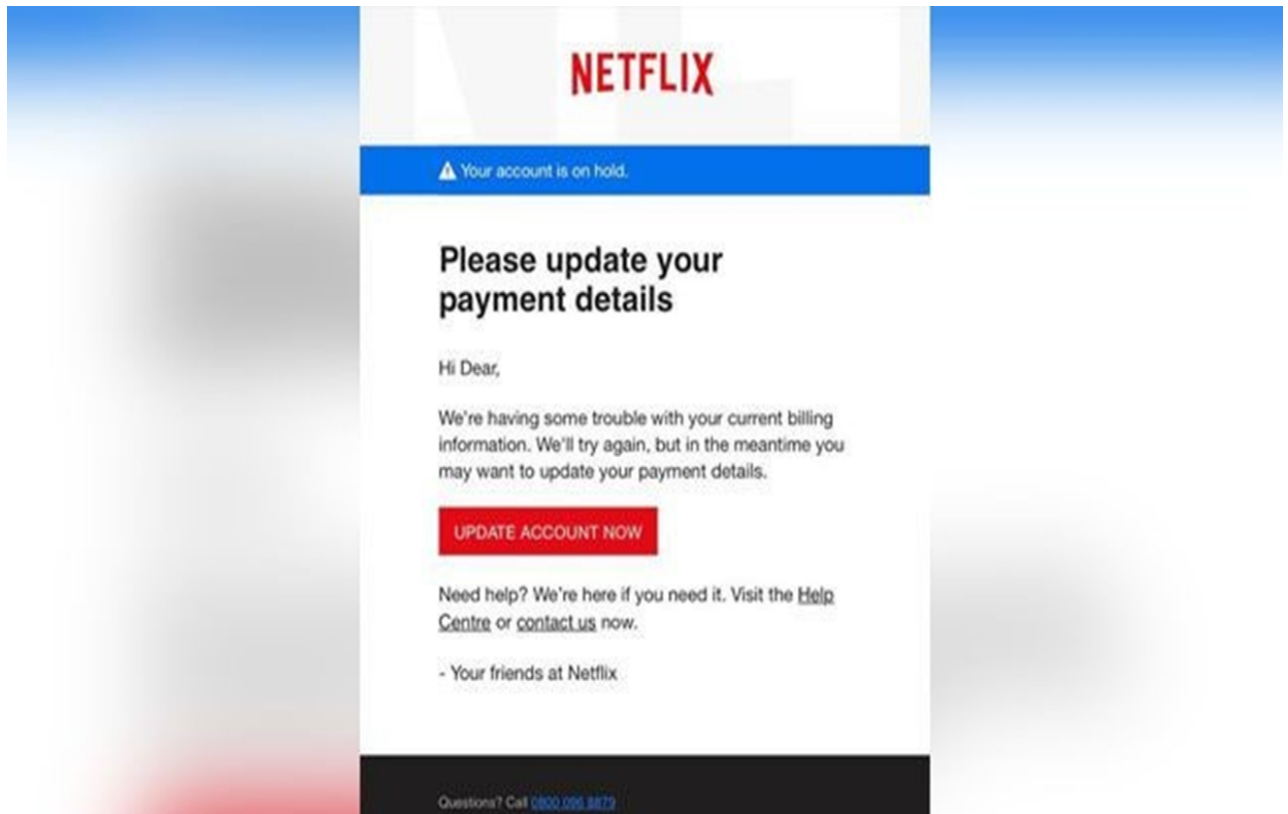 NETFLIX
Your account is on hold.
Please update your
payment details
Hi Dear,
We're having some trouble with your current billing
information. We'll try again, but in the meantime you
may want to update your payment details.
UPDATE ACCOUNT NOW
Need help? We're here if you need it. Visit the Help
Centre or contact us now.
- Your friends at Netflix
Questions? Call